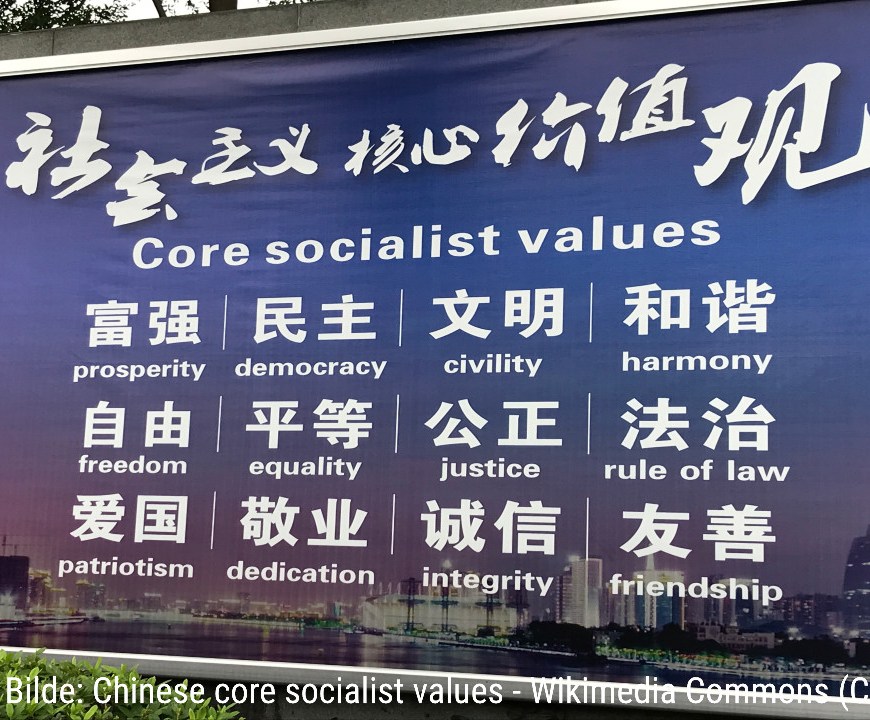 社会主义核心价值观
Core socialist values
富强 民主 文明 和谐
prosperity democracy civility harmony
自由 平等 公正 法治
freedom equality justice rule of law
爱国 敬业 诚信 友善
patriotism dedication integrity friendship
Bilde: Chinese core socialist values - Wikimedia Commons (C